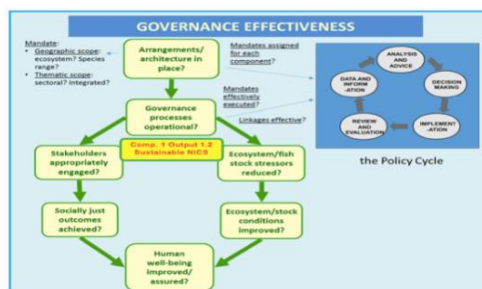 GOVERNANCE EFFECTIVENESS
Mandate:
• Geographic scope:
ecosystem? Species
range?
• Thematic scope:
sectoral? Integrated?
Arrangements/
architecture in
place?
Mandates assigned
for each
component?
Governance
processes
operational?
Mandates
effectively
executed?
Linkages effective?
Stakeholders
appropriately
engaged?
Comp. 1 Output 1.2
Sustainable NICS
Ecosystem/fish
stock stressors
reduced?
Socially just
outcomes
achieved?
Ecosystem/stock
conditions
improved?
Human
well-being
improved/
assured?
ANALYSIS
AND
ADVICE
DECISION
MAKING
IMPLEMENT
-ATION
REVIEW
AND
EVALUATION
DATA AND
INFORM
-ATION
the Policy Cycle